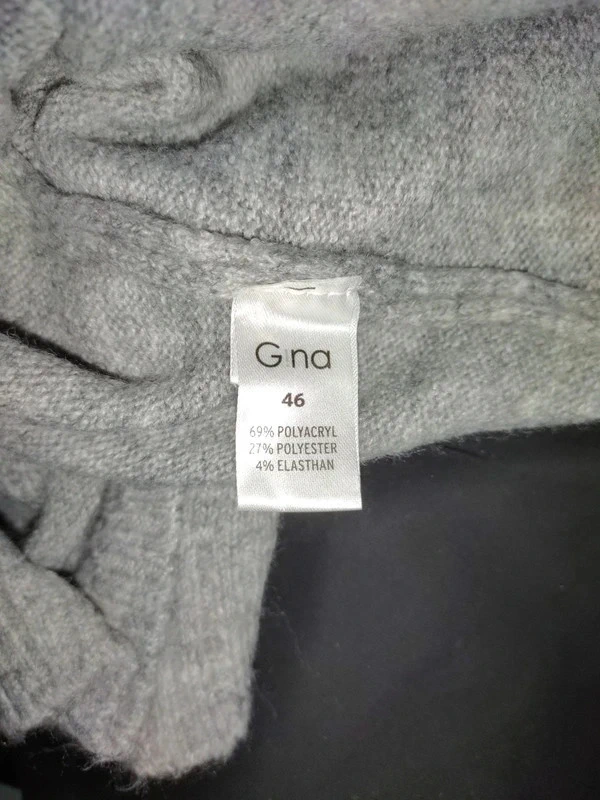 Gina
46
69% POLYACRYL
27% POLYESTER
4% ELASTHAN